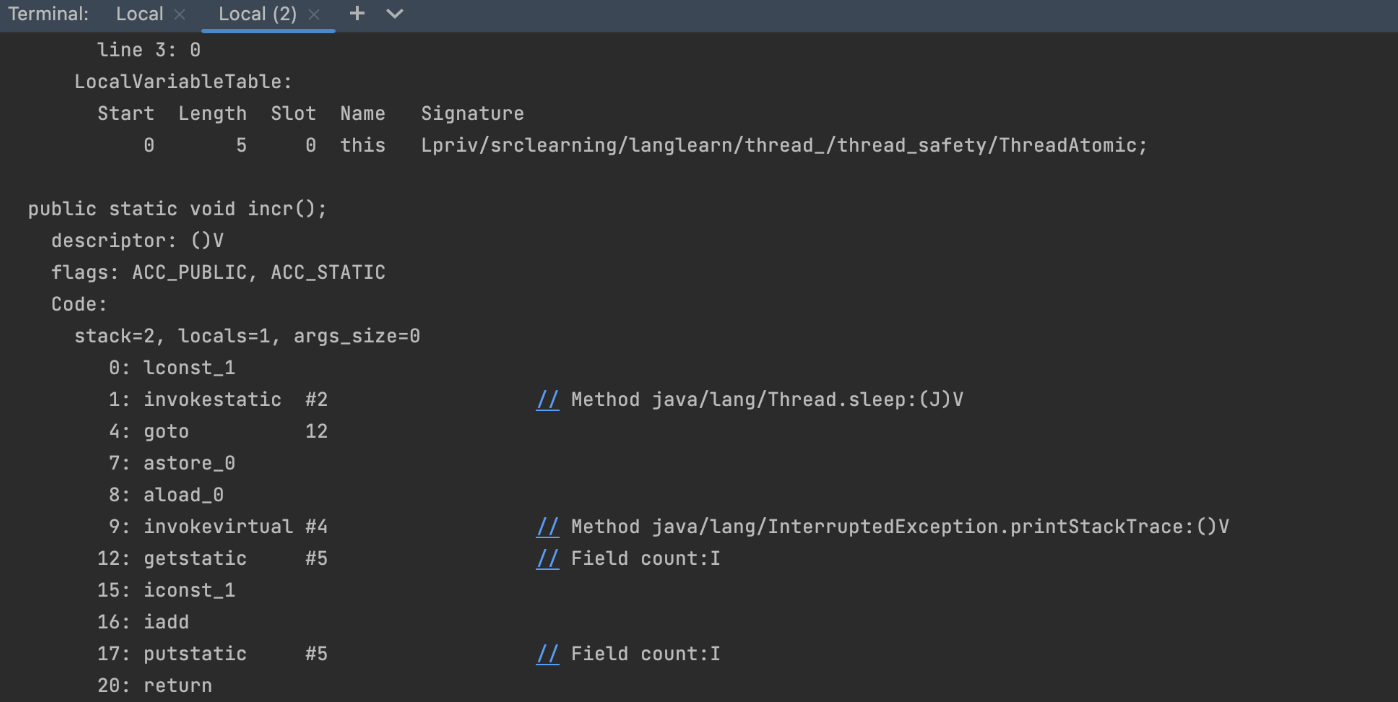 Terminal: Local × Local (2) × +
line 3: 0
LocalVariableTable:
Start Length Slot Name Signature
0 5 0 this Lpriv/srclearning/langlearn/thread_/thread_safety/ThreadAtomic;
public static void incr();
descriptor: ()V
flags: ACC_PUBLIC, ACC_STATIC
Code:
stack=2, locals=1, args_size=0
0: lconst_1
1: invokestatic #2 // Method java/lang/Thread.sleep:(J)V
4: goto 12
7: astore_0
8: aload_0
9: invokevirtual #4 // Method java/lang/InterruptedException.printStackTrace:()V
12: getstatic #5 // Field count:I
15: iconst_1
16: iadd
17: putstatic #5 // Field count:I
20: return